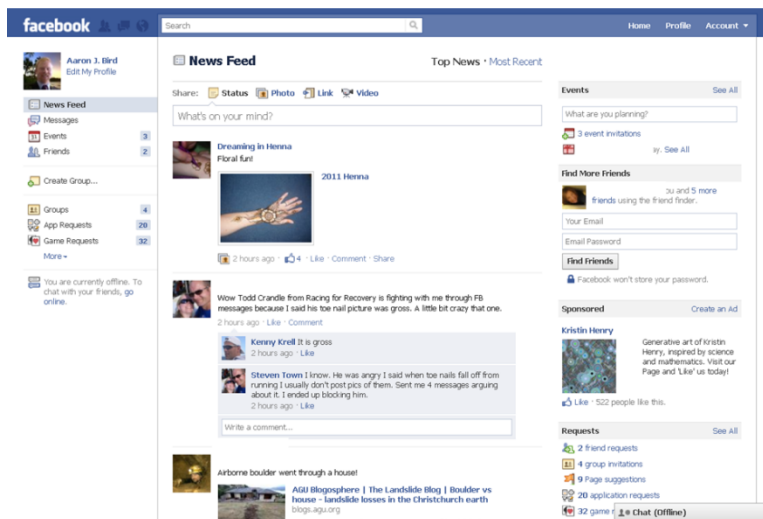 facebook
Search
Home Profile Account
Aaron J. Bird
Edit My Profile
News Feed
Messages
Events 3
Friends 2
Create Group...
Groups 4
App Requests 20
Game Requests 32
More
You are currently offline. To
chat with your friends, go
online.
News Feed
Top News · Most Recent
Share: Status Photo Link Video
What's on your mind?
Dreaming in Henna
Floral fun!
2011 Henna
2 hours ago · 4 · Like · Comment · Share
Wow Todd Crandle from Racing for Recovery is fighting with me through FB
messages because I said his toe nail picture was gross. A little bit crazy that one.
2 hours ago · Like · Comment
Kenny Krell It is gross
2 hours ago · Like
Steven Town I know. He was angry I said when toe nails fall off from
running I usually don't post pics of them. Sent me 4 messages arguing
about it. I ended up blocking him.
2 hours ago · Like
Write a comment...
Airborne boulder went through a house!
AGU Blogosphere | The Landslide Blog | Boulder vs
house - landslide losses in the Christchurch earth
blogs.agu.org
Events See All
What are you planning?
3 event invitations
ay. See All
Find More Friends
ou and 5 more
friends using the friend finder.
Your Email
Email Password
Find Friends
Facebook won't store your password.
Sponsored Create an Ad
Kristin Henry
Generative art of Kristin
Henry, inspired by science
and mathematics. Visit our
Page and 'Like' us today!
Like · 522 people like this.
Requests See All
2 friend requests
4 group invitations
9 Page suggestions
20 application requests
32 game r
Chat (Offline)